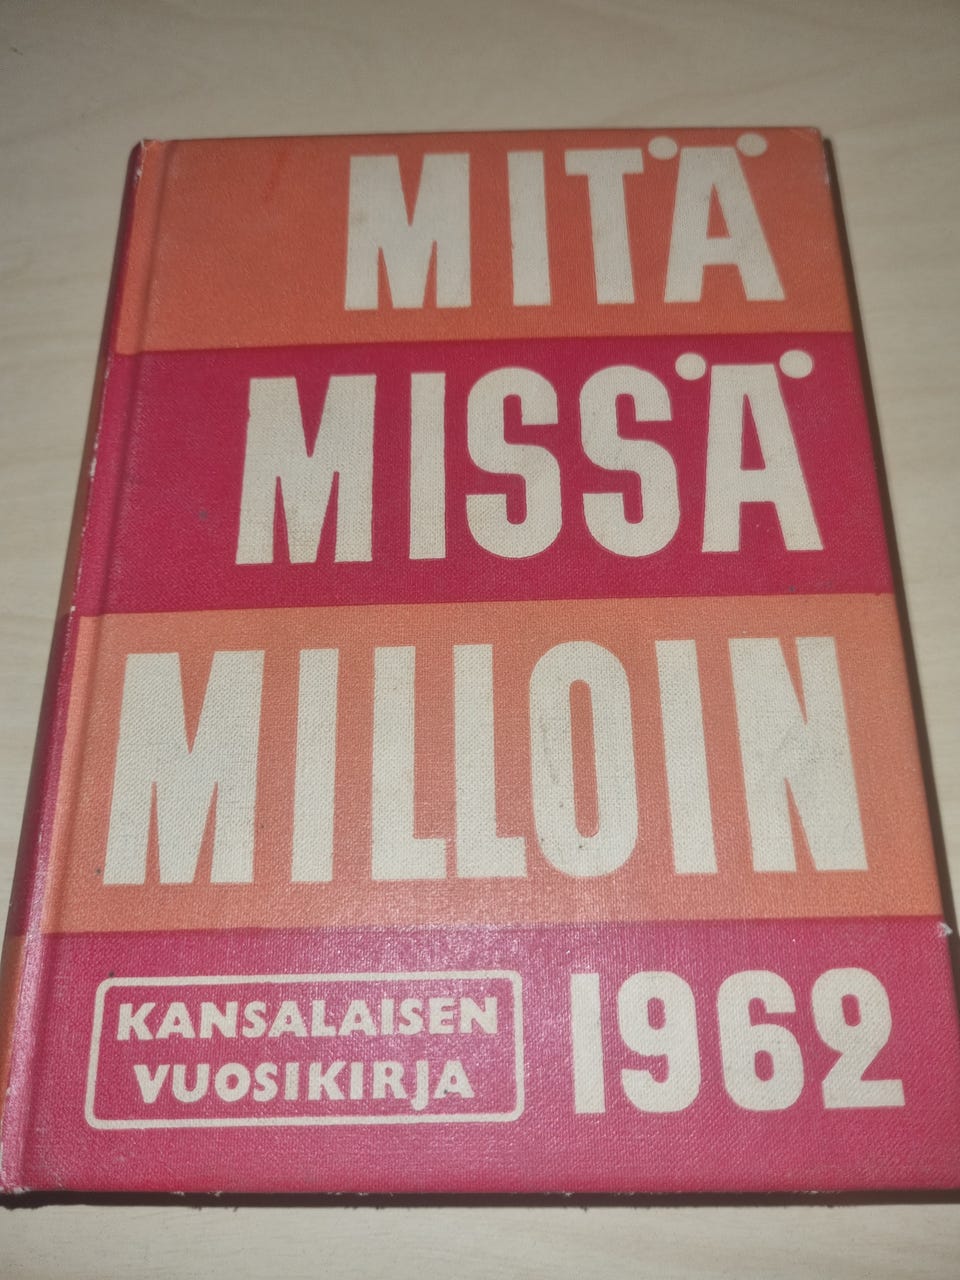 MITÄ
MISSÄ
MILLOIN
KANSALAISEN
VUOSIKIRJA
1962